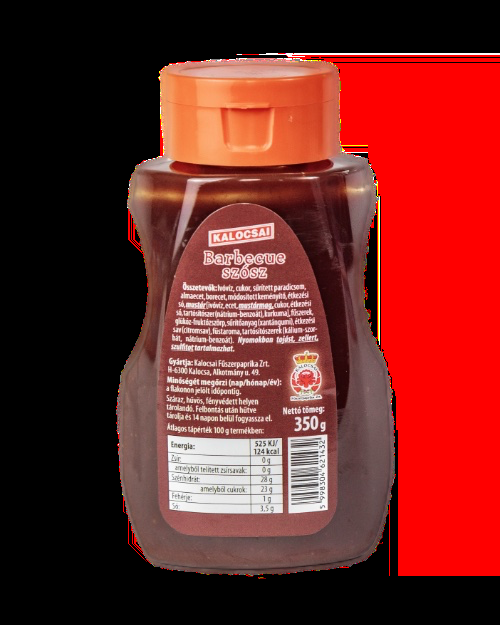 KALOCSAI
Barbecue
szósz
Összetevők: Ivóvíz, cukor, sűrített paradicsom,
almaecet, borecet, módosított keményítő, étkezési
só, mustár (ivóvíz, ecet, mustármag, cukor, étkezési
só, tartósítószer (nátrium-benzoát), kurkuma), fűszerek,
glükóz-fruktózszörp, sűrítőanyag (xantángumi), étkezési
sav (citromsav), füstaroma, tartósítószerek (kálium-szor-
bát, nátrium-benzoát). Nyomokban tojást, zellert,
szulfitot tartalmazhat.
Gyártja: Kalocsai Fűszerpaprika Zrt.
H-6300 Kalocsa, Alkotmány u. 49.
Minőségét megőrzi (nap/hónap/év):
a flakonon jelölt időpontig.
Száraz, hűvös, fényvédett helyen
tárolandó. Felbontás után hűtve
tárolja és 14 napon belül fogyassza el.
Átlagos tápérték 100 g termékben:
Nettó tömeg:
350 g
Energia: 525 KJ/
124 kcal
Zsír: 0 g
amelyből telített zsírsavak: 0 g
Szénhidrát: 28 g
amelyből cukrok: 23 g
Fehérje: 1 g
Só: 3,5 g
5 998304 621432